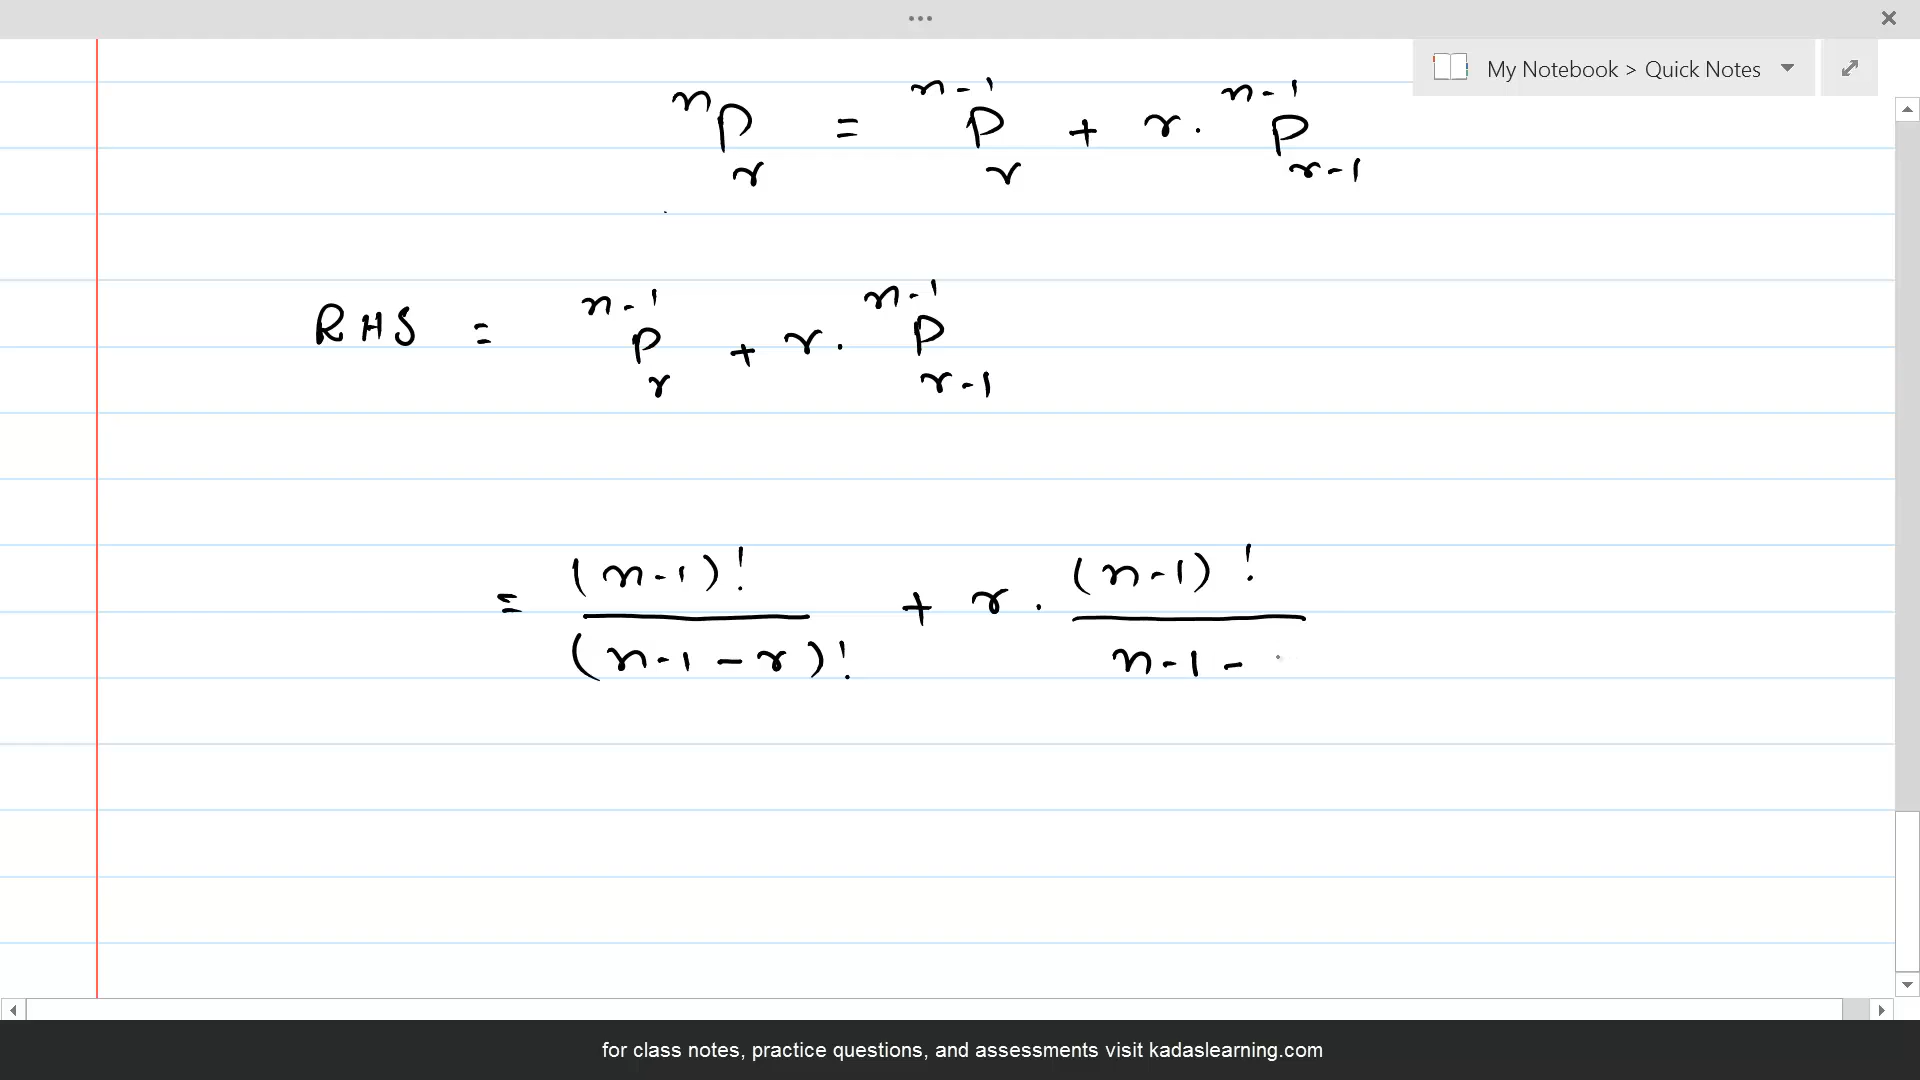 My Notebook > Quick Notes
ⁿPᵣ = ⁿ⁻¹Pᵣ + r. ⁿ⁻¹Pᵣ₋₁
RHS = ⁿ⁻¹Pᵣ + r. ⁿ⁻¹Pᵣ₋₁
= (n-1)! / (n-1-r)! + r. (n-1)! / n-1-
for class notes, practice questions, and assessments visit kadaslearning.com